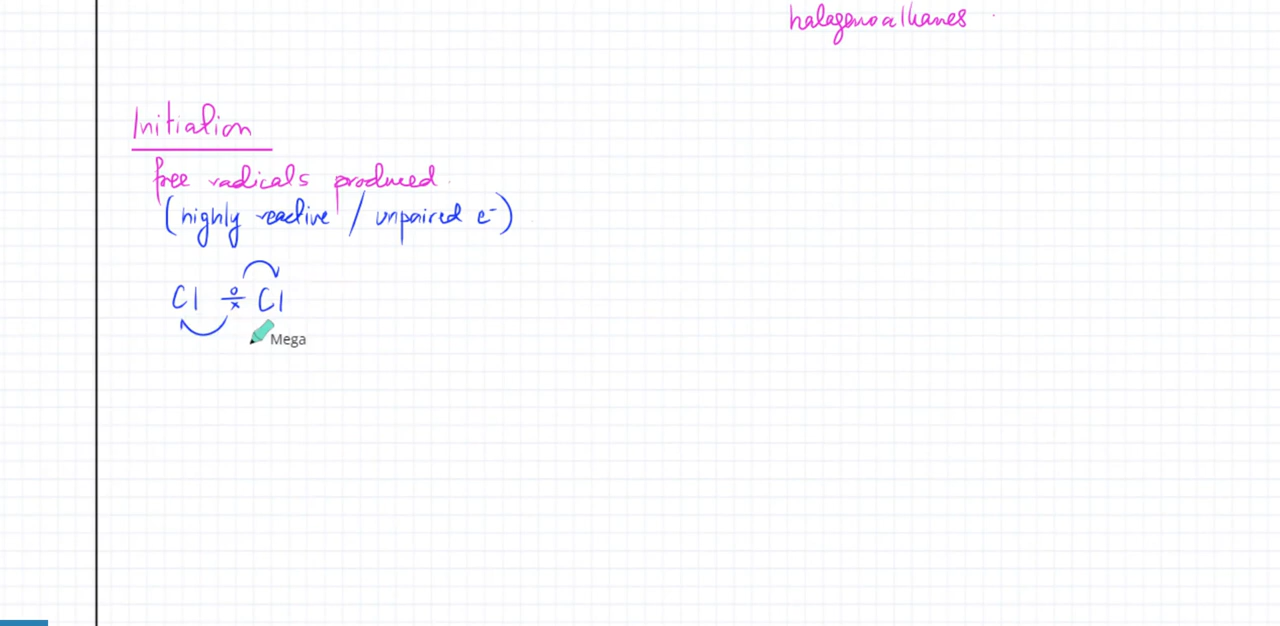 halogenoalkanes
Initiation
free radicals produced.
(highly reactive / unpaired e⁻)
Cl ÷ Cl
Mega